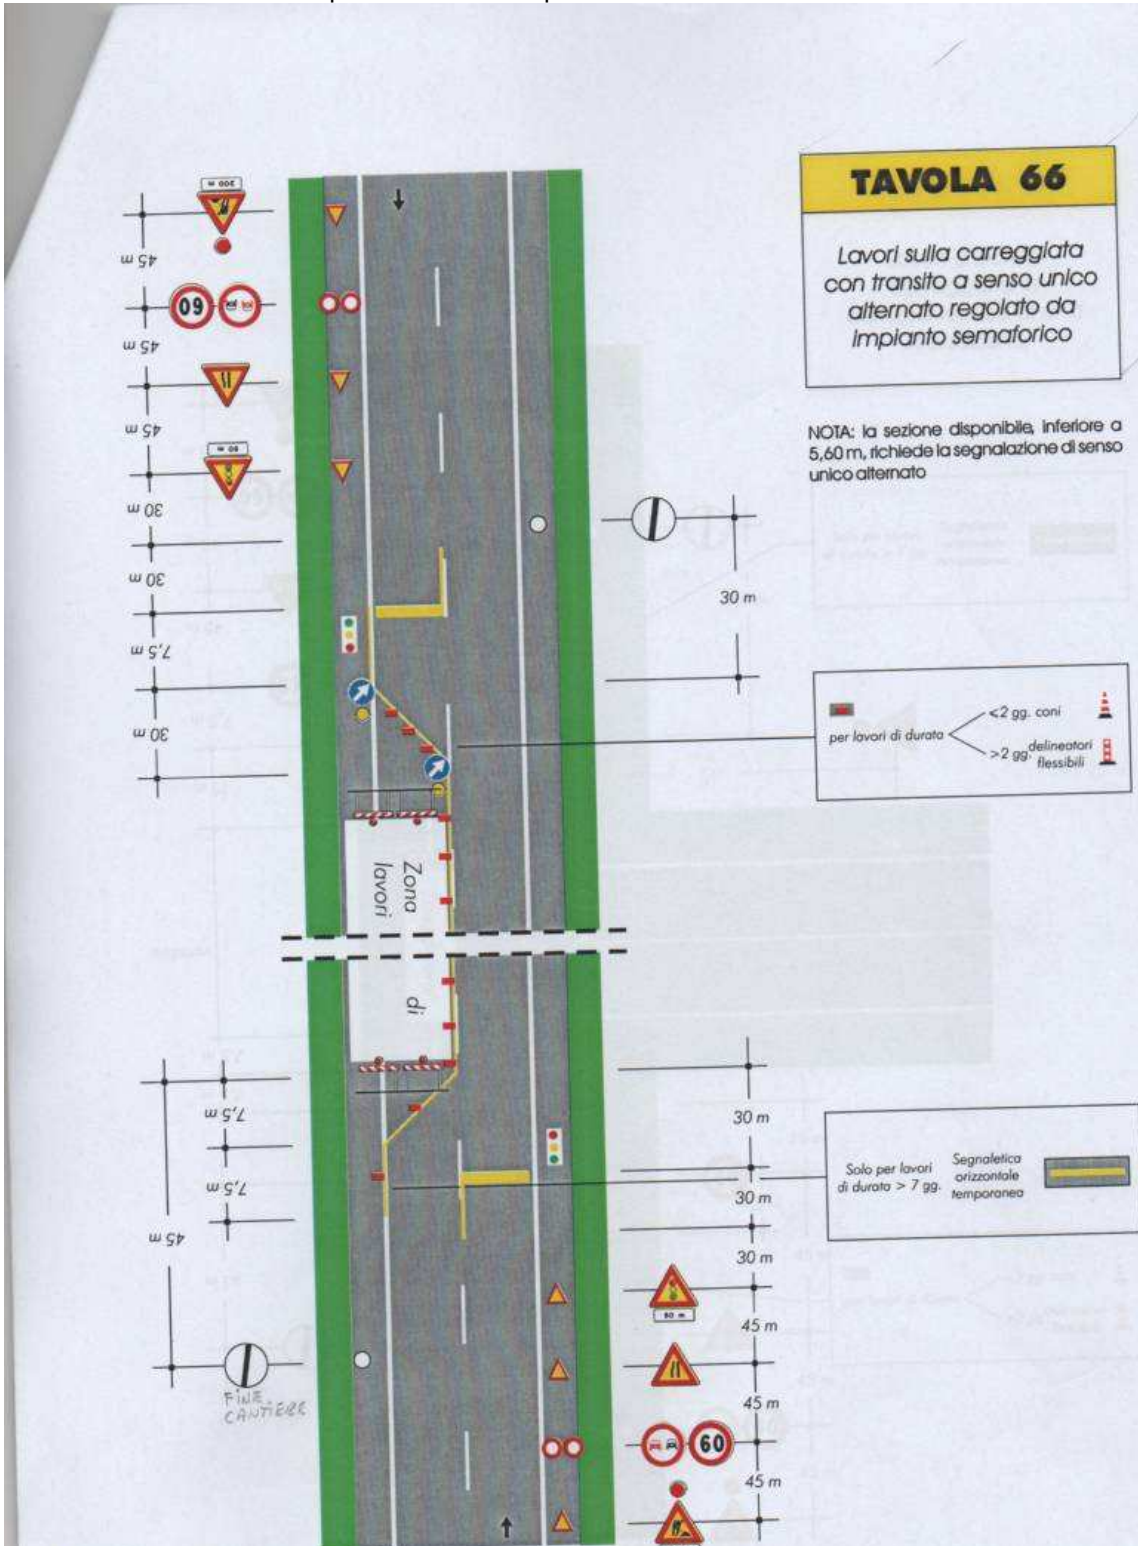 TAVOLA 66
Lavori sulla carreggiata
con transito a senso unico
alternato regolato da
impianto semaforico
NOTA: la sezione disponibile, inferiore a
5,60 m, richiede la segnalazione di senso
unico alternato
300 m
45 m
60
45 m
45 m
80 m
30 m
30 m
7,5 m
30 m
30 m
per lavori di durata
<2 gg. coni
>2 gg. delineatori
flessibili
Zona
lavori
di
7,5 m
7,5 m
45 m
30 m
30 m
30 m
Solo per lavori
di durata > 7 gg.
Segnaletica
orizzontale
temporanea
80 m
45 m
45 m
60
45 m
FINE
CANTIERE